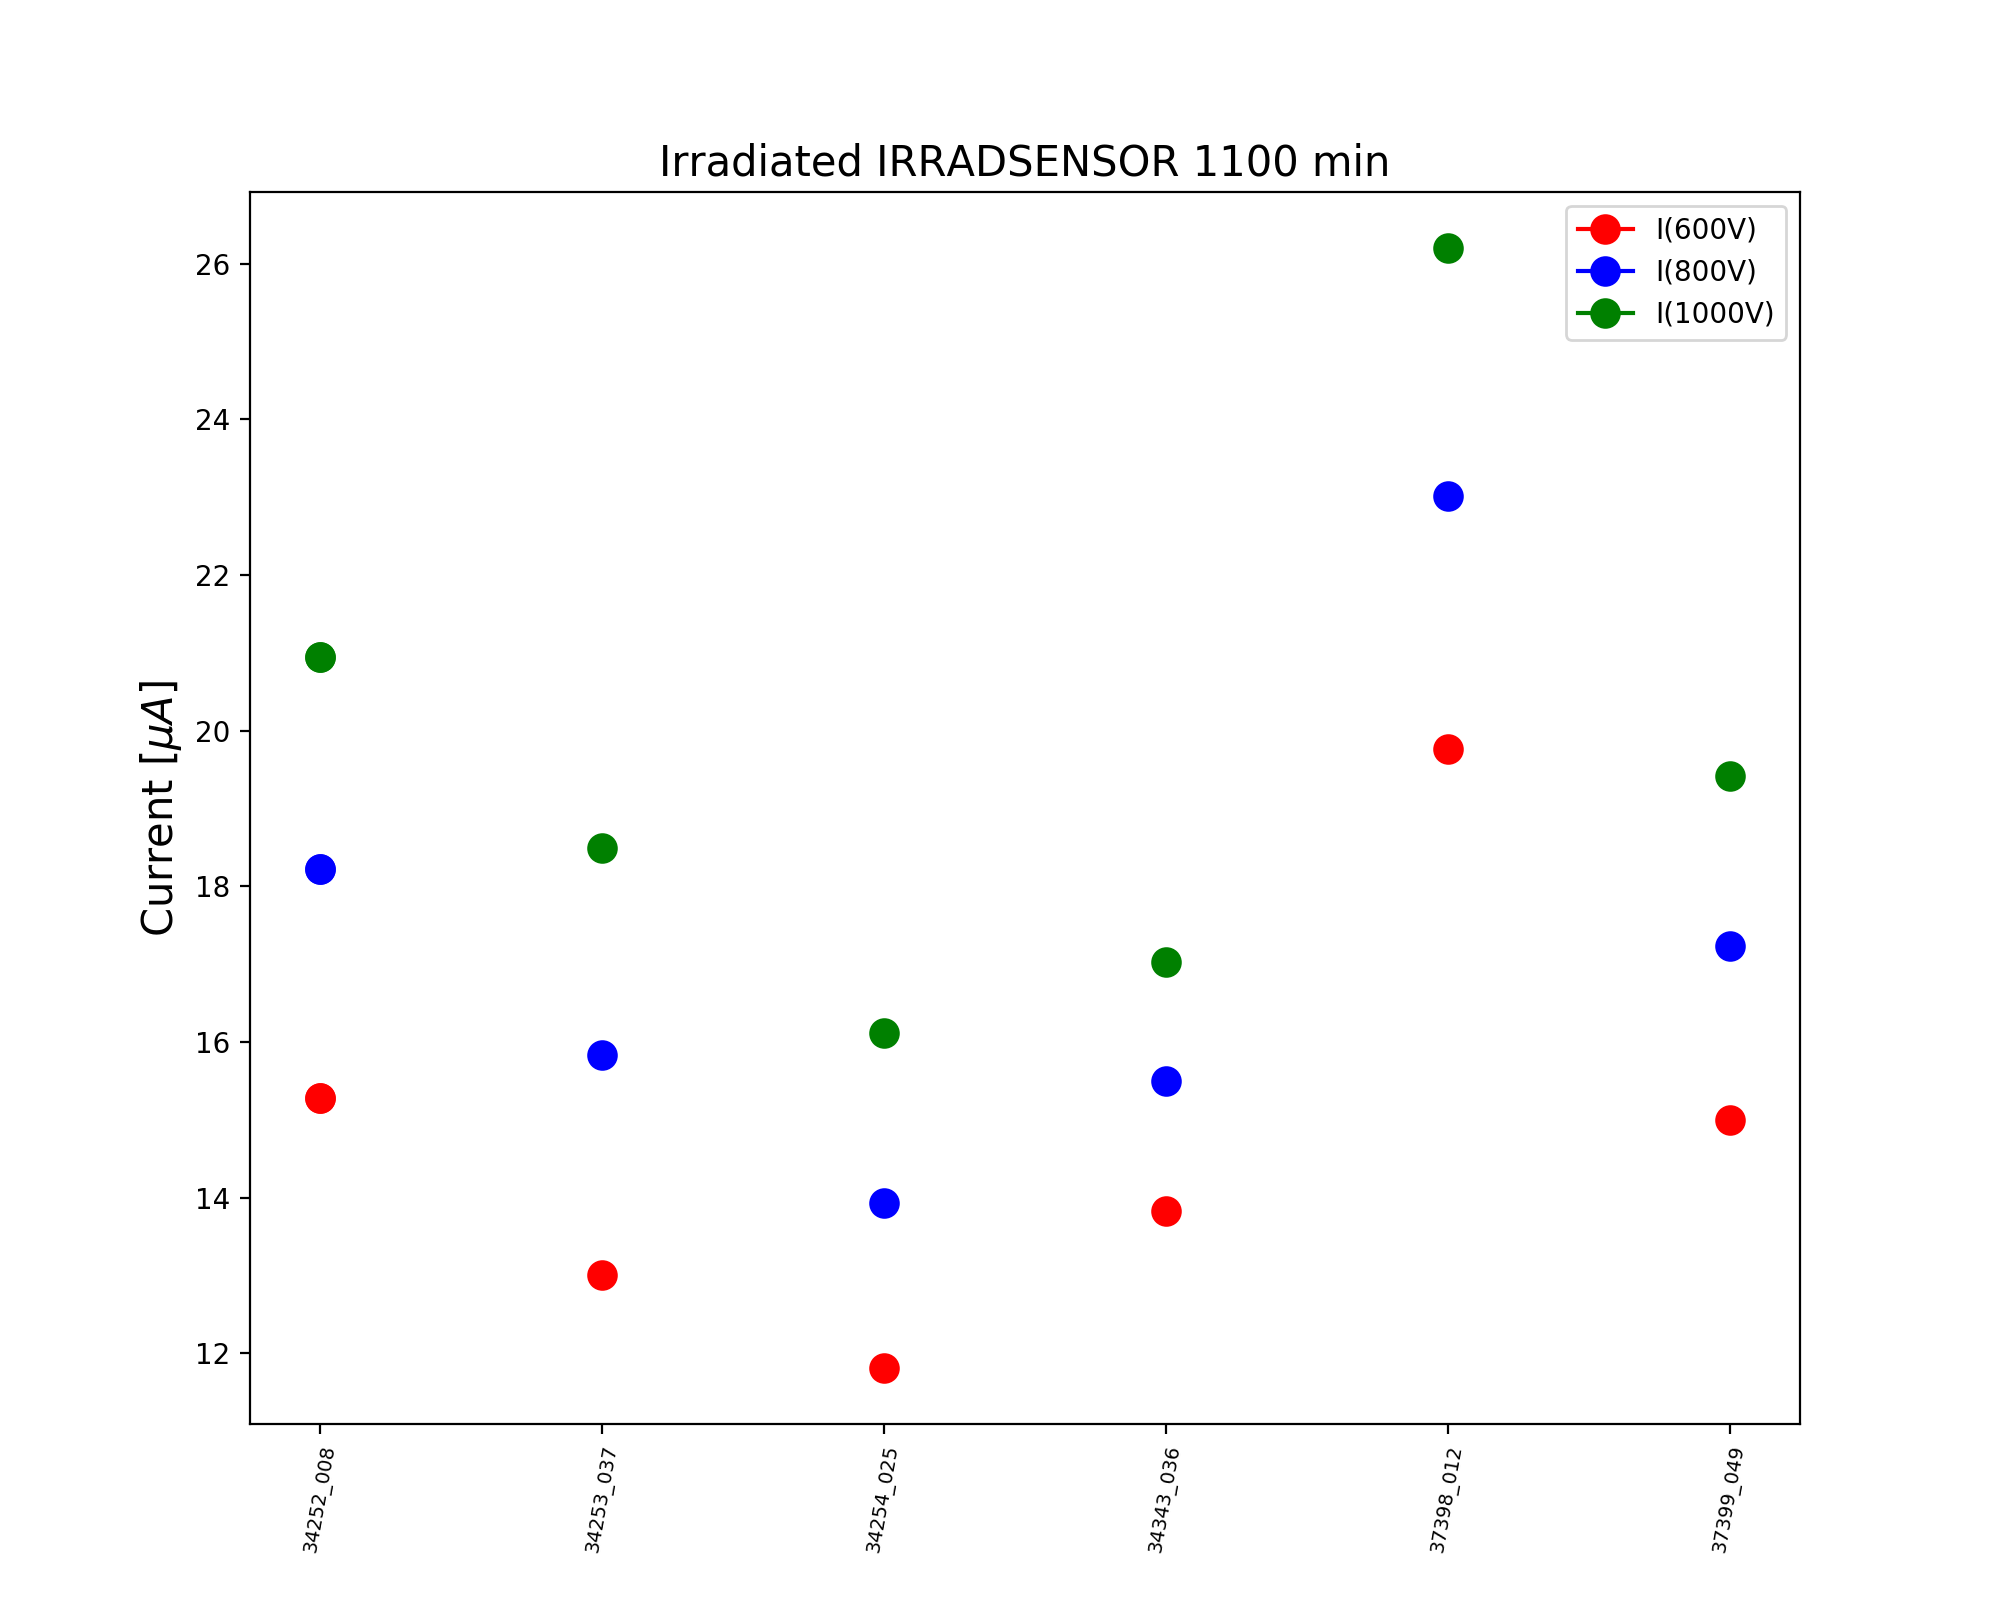 Irradiated IRRADSENSOR 1100 min
I(600V)
I(800V)
I(1000V)
Current [μA]
26
24
22
20
18
16
14
12
34252_008
34253_037
34254_025
34343_036
37398_012
37399_049